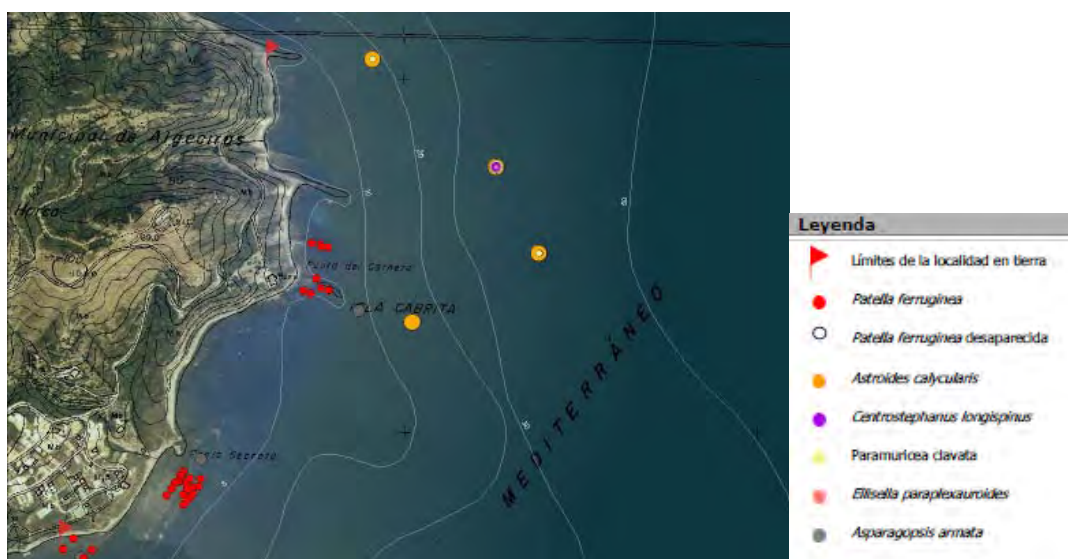 Municipal de Algeciras
Punta del Carnero
ISLA CABRITA
MEDITERRÁNEO
Leyenda
Límites de la localidad en tierra
Patella ferruginea
Patella ferruginea desaparecida
Astroides calycularis
Centrostephanus longispinus
Paramuricea clavata
Ellisella paraplexauroides
Asparagopsis armata